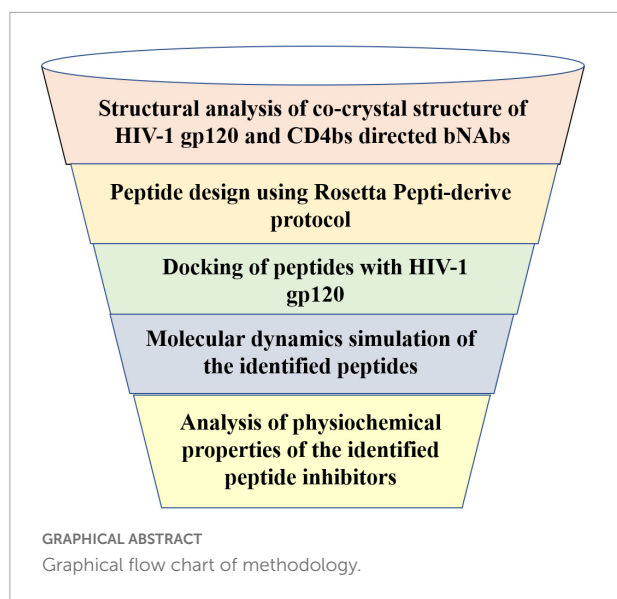 Structural analysis of co-crystal structure of
HIV-1 gp120 and CD4bs directed bNAbs
Peptide design using Rosetta Pepti-derive
protocol
Docking of peptides with HIV-1
gp120
Molecular dynamics simulation of
the identified peptides
Analysis of physiochemical
properties of the identified
peptide inhibitors
GRAPHICAL ABSTRACT
Graphical flow chart of methodology.